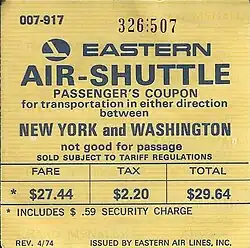 007-917
326:507
EASTERN
AIR-SHUTTLE
PASSENGER'S COUPON
for transportation in either direction
between
NEW YORK and WASHINGTON
not good for passage
SOLD SUBJECT TO TARIFF REGULATIONS
FARE TAX TOTAL
* $27.44 $2.20 $29.64
* INCLUDES $ .59 SECURITY CHARGE
REV. 4/74 ISSUED BY EASTERN AIR LINES, INC.